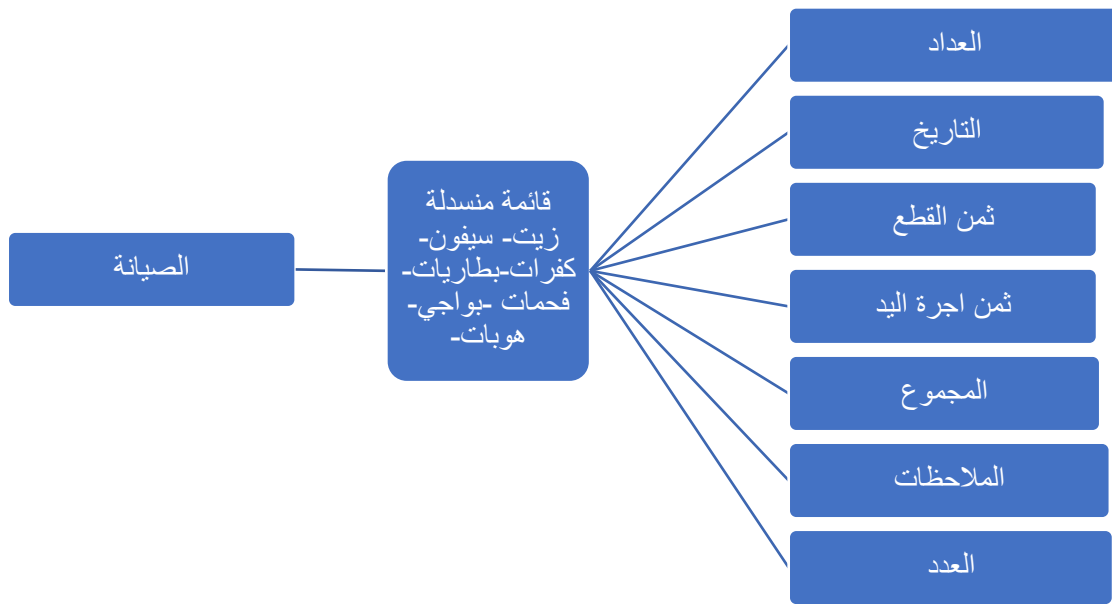 الصيانة
قائمة منسدلة
زيت- سيفون-
كفرات-بطاريات-
فحمات -بواجي-
هوبات-
العداد
التاريخ
ثمن القطع
ثمن اجرة اليد
المجموع
الملاحظات
العدد